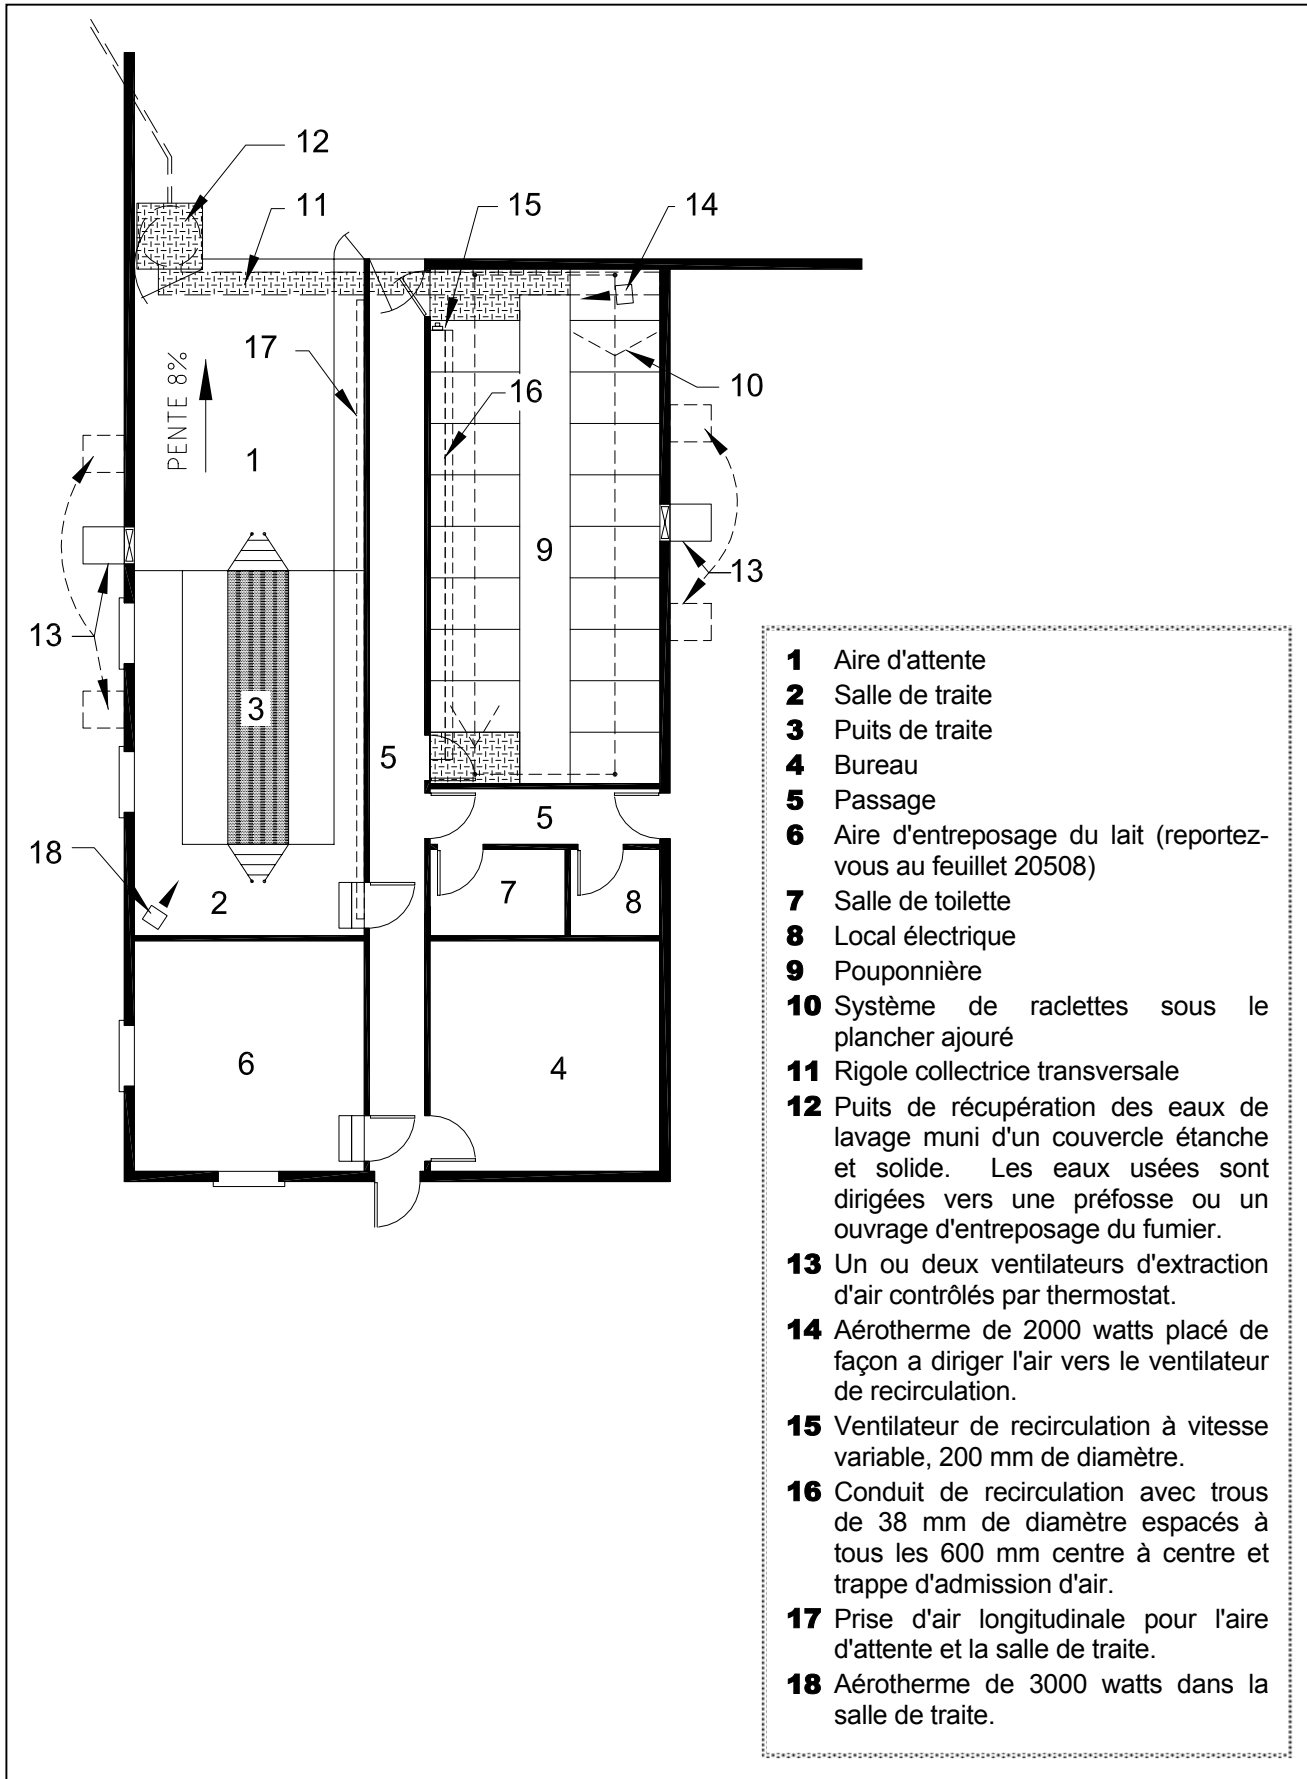 12
11
15
14
17
16
10
PENTE 8%
1
9
13
13
3
5
5
18
2
7
8
6
4
1 Aire d'attente
2 Salle de traite
3 Puits de traite
4 Bureau
5 Passage
6 Aire d'entreposage du lait (reportez-
vous au feuillet 20508)
7 Salle de toilette
8 Local électrique
9 Pouponnière
10 Système de raclettes sous le
plancher ajouré
11 Rigole collectrice transversale
12 Puits de récupération des eaux de
lavage muni d'un couvercle étanche
et solide. Les eaux usées sont
dirigées vers une préfosse ou un
ouvrage d'entreposage du fumier.
13 Un ou deux ventilateurs d'extraction
d'air contrôlés par thermostat.
14 Aérotherme de 2000 watts placé de
façon a diriger l'air vers le ventilateur
de recirculation.
15 Ventilateur de recirculation à vitesse
variable, 200 mm de diamètre.
16 Conduit de recirculation avec trous
de 38 mm de diamètre espacés à
tous les 600 mm centre à centre et
trappe d'admission d'air.
17 Prise d'air longitudinale pour l'aire
d'attente et la salle de traite.
18 Aérotherme de 3000 watts dans la
salle de traite.